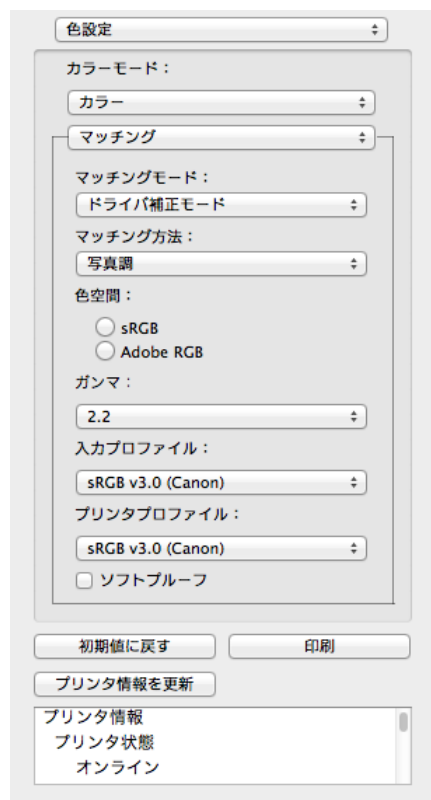 色設定
カラーモード：
カラー
マッチング
マッチングモード：
ドライバ補正モード
マッチング方法：
写真調
色空間：
sRGB
Adobe RGB
ガンマ：
2.2
入力プロファイル：
sRGB v3.0 (Canon)
プリンタプロファイル：
sRGB v3.0 (Canon)
ソフトプルーフ
初期値に戻す 印刷
プリンタ情報を更新
プリンタ情報
プリンタ状態
オンライン